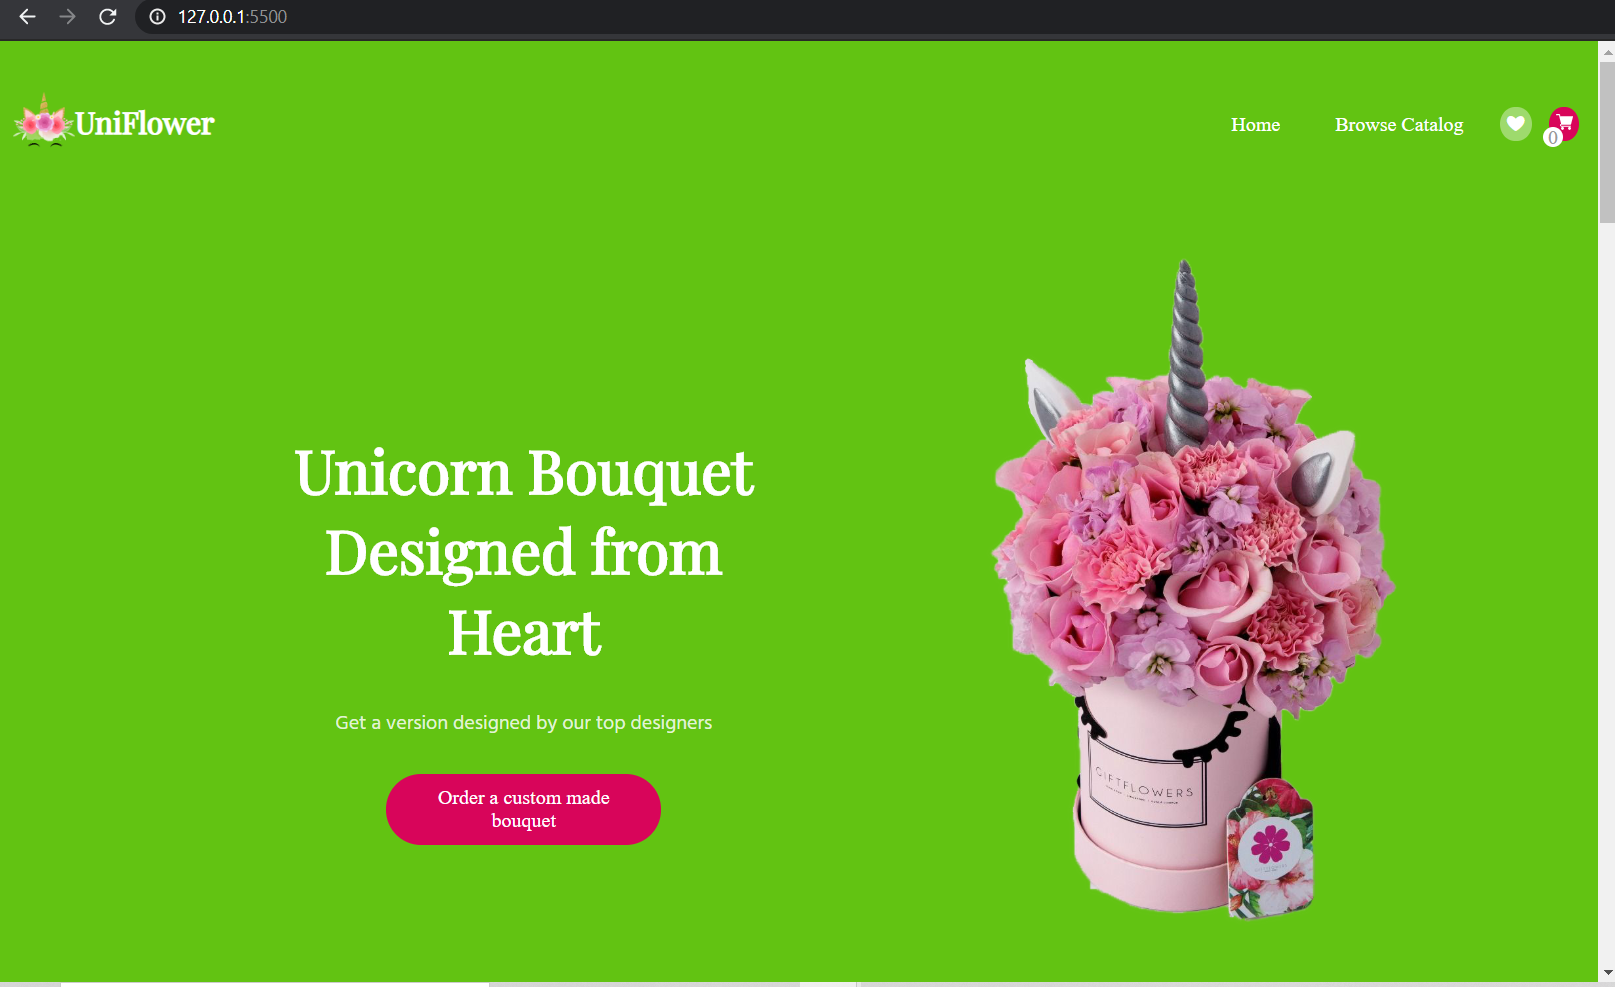 127.0.0.1:5500
UniFlower
Home
Browse Catalog
0
Unicorn Bouquet
Designed from
Heart
Get a version designed by our top designers
Order a custom made
bouquet
GIFTFLOWERS